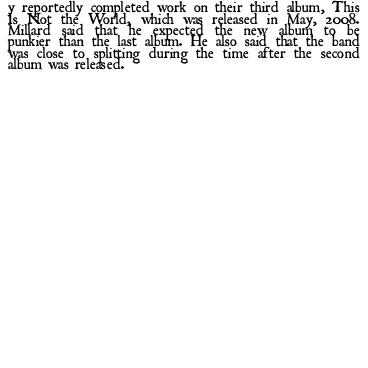 y reportedly completed work on their third album, This
Is Not the World, which was released in May, 2008.
Millard said that he expected the new album to be
punkier than the last album. He also said that the band
was close to splitting during the time after the second
album was released.